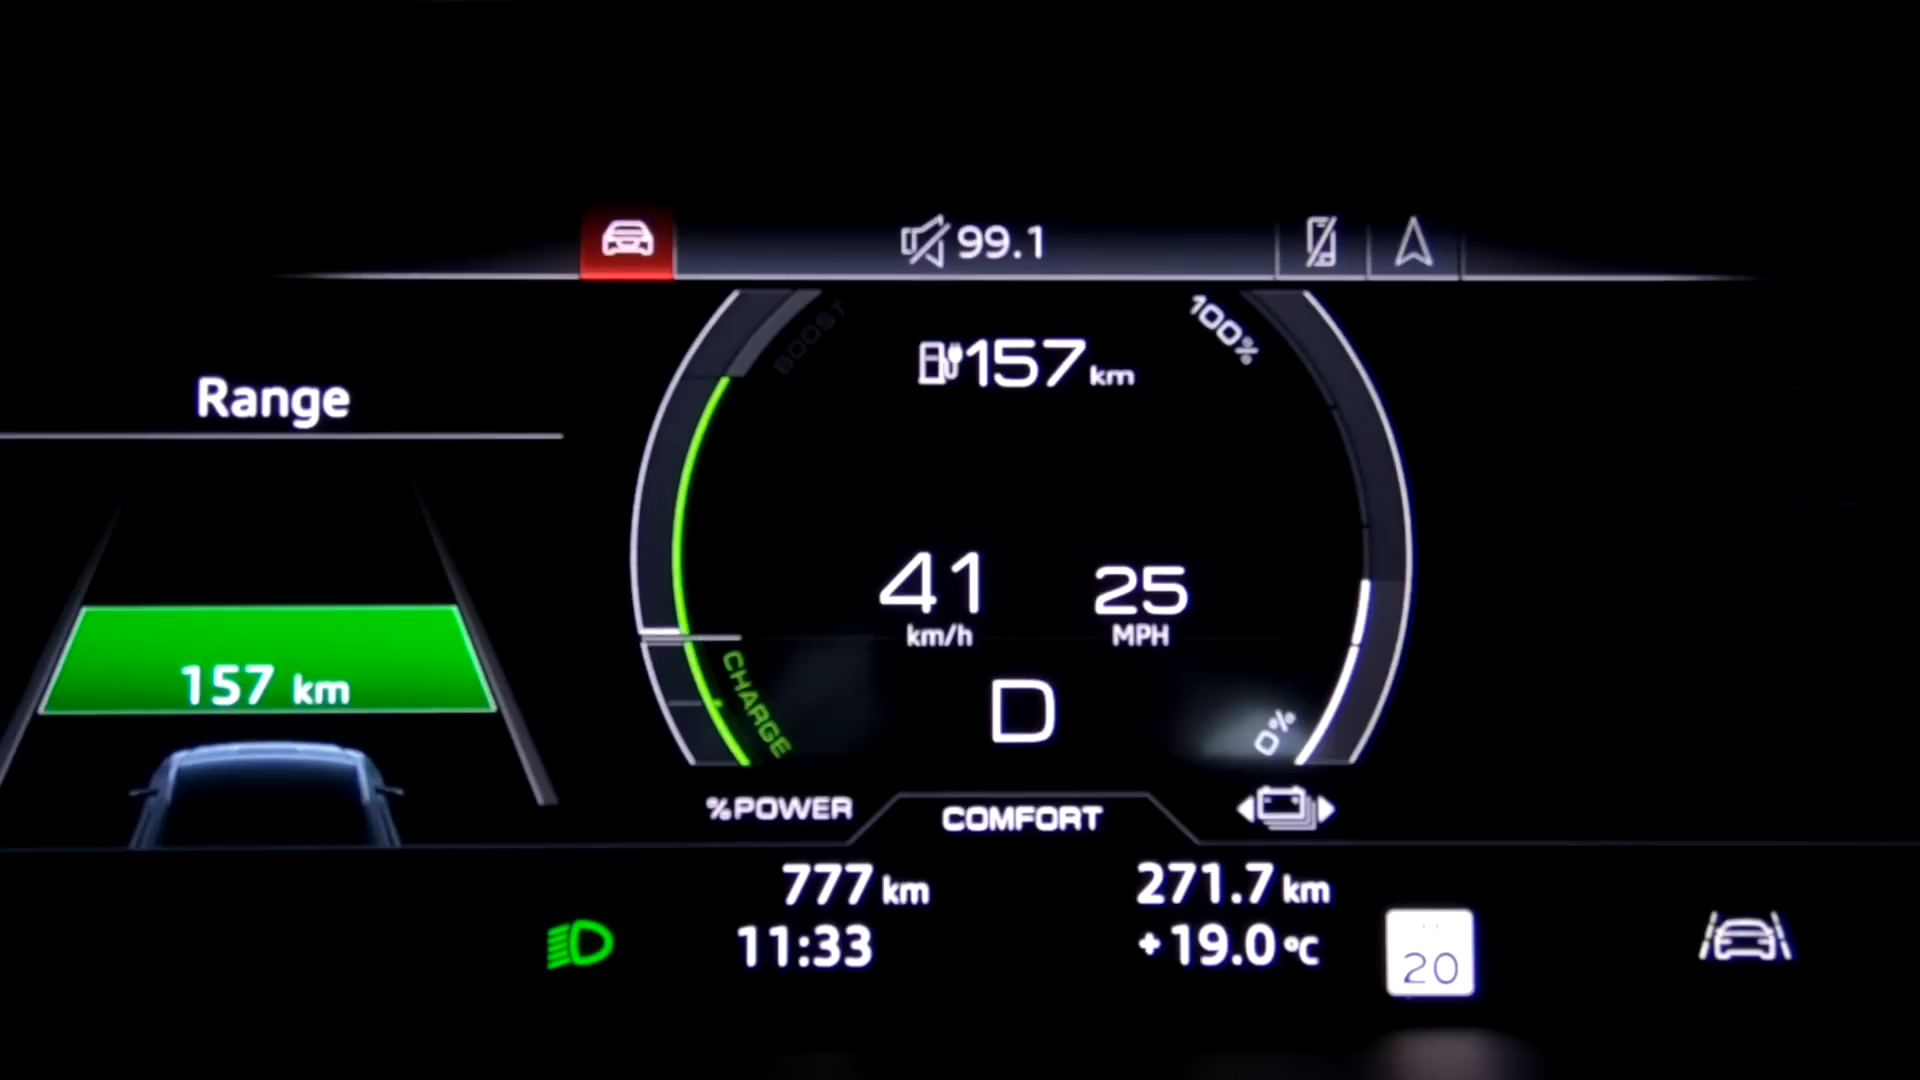 99.1
BOOST
100%
157 km
Range
41 km/h
25 MPH
157 km
CHARGE
D
0%
%POWER
COMFORT
777 km
271.7 km
11:33
+19.0 °C
20